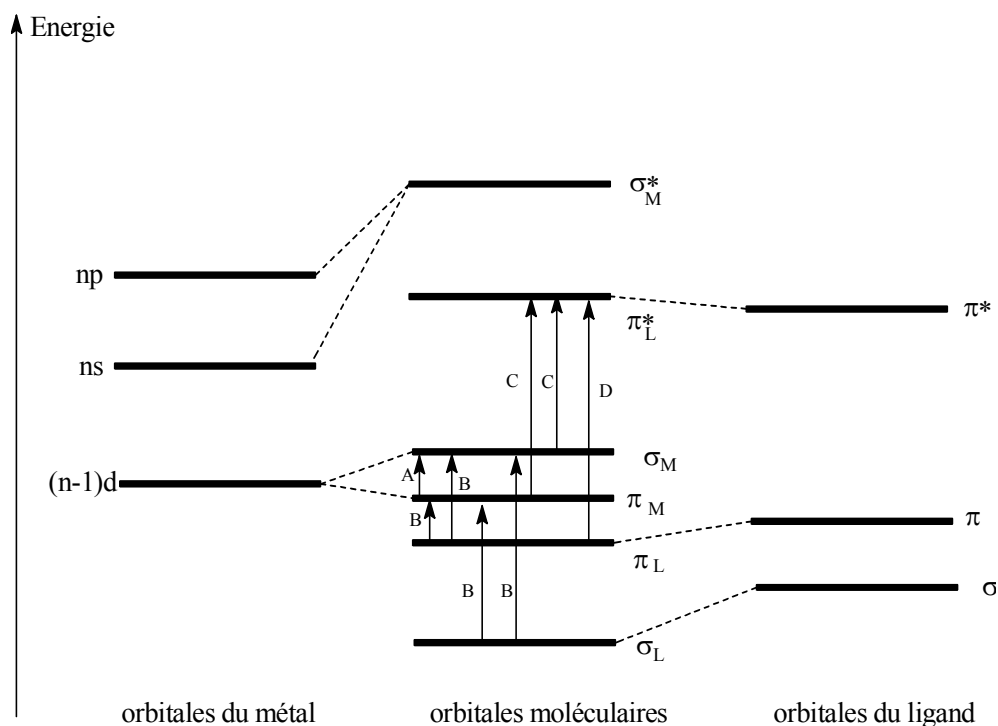 Energie
σ*M
np
π*L
π*
ns
C
C
D
σM
(n-1)d
A
B
πM
π
B
πL
σ
B
B
σL
orbitales du métal
orbitales moléculaires
orbitales du ligand